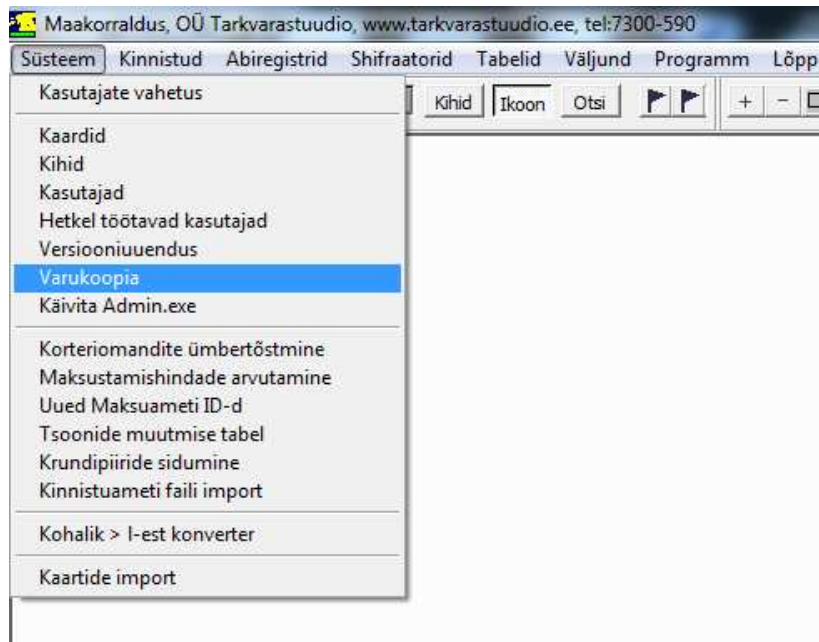 Maakorraldus, OÜ Tarkvarastuudio, www.tarkvarastuudio.ee, tel:7300-590
Süsteem Kinnistud Abiregistrid Shifraatorid Tabelid Väljund Programm Lõpp
Kihid Ikoon Otsi + -
Kasutajate vahetus
Kaardid
Kihid
Kasutajad
Hetkel töötavad kasutajad
Versiooniuuendus
Varukoopia
Käivita Admin.exe
Korteriomandite ümbertõstmine
Maksustamishindade arvutamine
Uued Maksuameti ID-d
Tsoonide muutmise tabel
Krundipiiride sidumine
Kinnistuameti faili import
Kohalik > l-est konverter
Kaartide import